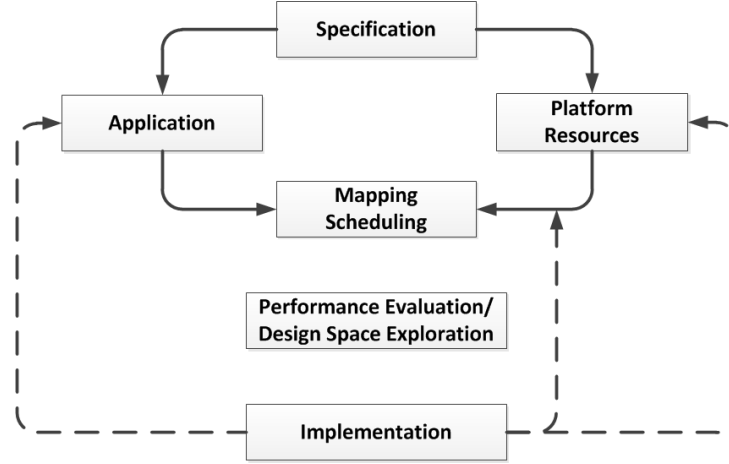 Specification
Application
Platform
Resources
Mapping
Scheduling
Performance Evaluation/
Design Space Exploration
Implementation